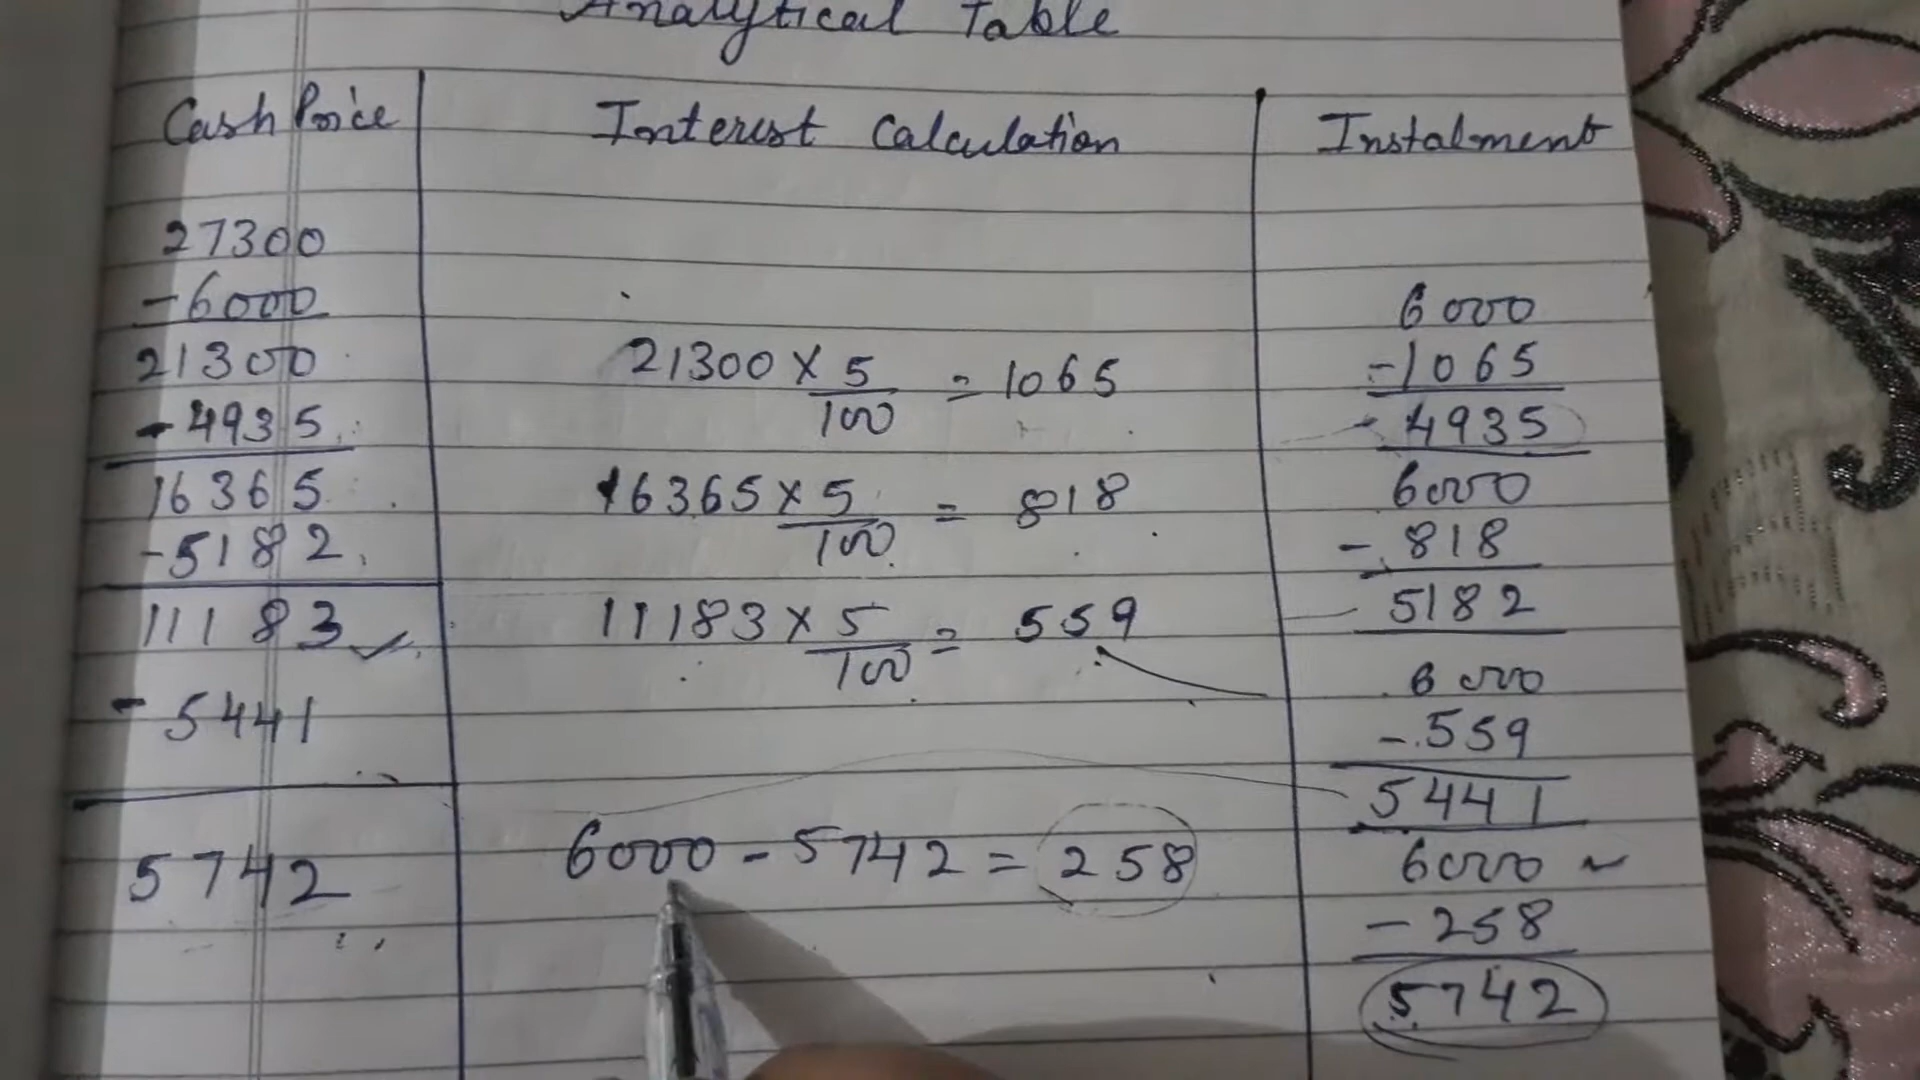 Analytical Table
Cash Price Interest Calculation Instalment
27300
-6000 6000
21300 21300 × 5/100 = 1065 -1065
-4935 4935
16365 16365 × 5/100 = 818 6000
-5182 -818
11183 11183 × 5/100 = 559 5182
6000
-5441 -559
5441
5742 6000 - 5742 = 258 6000
-258
5742